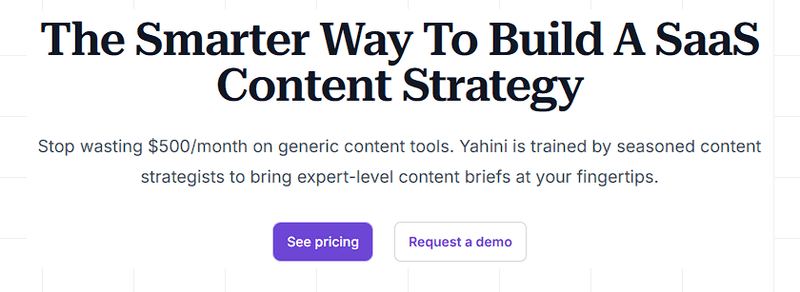 The Smarter Way To Build A SaaS
Content Strategy
Stop wasting $500/month on generic content tools. Yahini is trained by seasoned content
strategists to bring expert-level content briefs at your fingertips.
See pricing
Request a demo